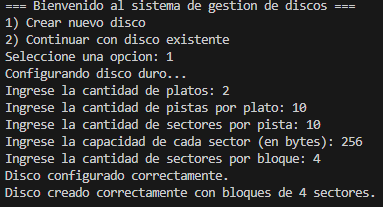 === Bienvenido al sistema de gestion de discos ===
1) Crear nuevo disco
2) Continuar con disco existente
Seleccione una opcion: 1
Configurando disco duro...
Ingrese la cantidad de platos: 2
Ingrese la cantidad de pistas por plato: 10
Ingrese la cantidad de sectores por pista: 10
Ingrese la capacidad de cada sector (en bytes): 256
Ingrese la cantidad de sectores por bloque: 4
Disco configurado correctamente.
Disco creado correctamente con bloques de 4 sectores.